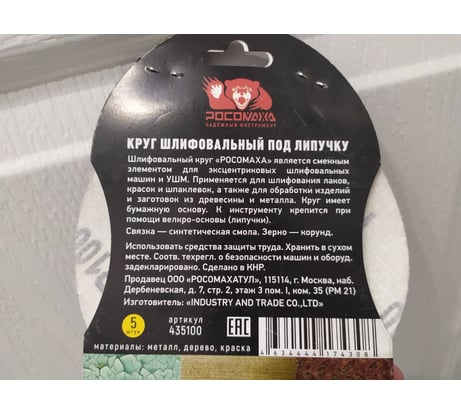 РОСОМАХА
НАДЕЖНЫЙ ИНСТРУМЕНТ
КРУГ ШЛИФОВАЛЬНЫЙ ПОД ЛИПУЧКУ
Шлифовальный круг «РОСОМАХА» является сменным
элементом для эксцентриковых шлифовальных
машин и УШМ. Применяется для шлифования лаков,
красок и шпаклевок, а также для обработки изделий
и заготовок из древесины и металла. Круг имеет
бумажную основу. К инструменту крепится при
помощи велкро-основы (липучки).
Связка — синтетическая смола. Зерно — корунд.
Использовать средства защиты труда. Хранить в сухом
месте. Соотв. техрегл. о безопасности машин и оборуд.
задекларировано. Сделано в КНР.
Продавец ООО «РОСОМАХАТУЛ», 115114, г. Москва, наб.
Дербеневская, д. 7, стр. 2, этаж 3 пом. I, ком. 35 (РМ 21)
Изготовитель: «INDUSTRY AND TRADE CO.,LTD»
5
штук
артикул
435100
EAC
4 634444 174308
материалы: металл, дерево, краска